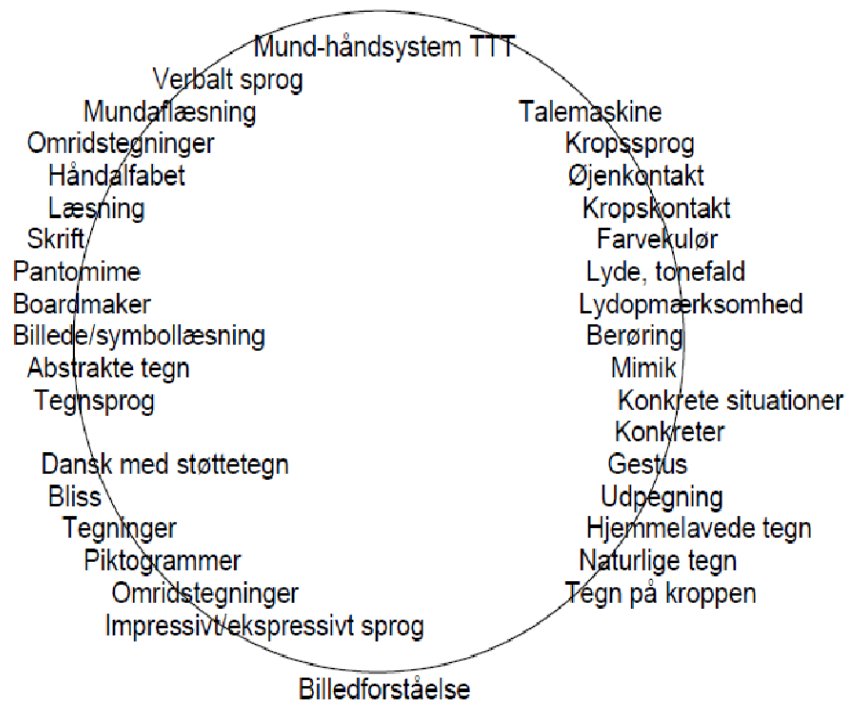 Mund-håndsystem TTT
Verbalt sprog
Mundaflæsning
Omridstegninger
Håndalfabet
Læsning
Skrift
Pantomime
Boardmaker
Billede/symbollæsning
Abstrakte tegn
Tegnsprog
Dansk med støttetegn
Bliss
Tegninger
Piktogrammer
Omridstegninger
Impressivt/ekspressivt sprog
Billedforståelse
Talemaskine
Kropssprog
Øjenkontakt
Kropskontakt
Farvekulør
Lyde, tonefald
Lydopmærksomhed
Berøring
Mimik
Konkrete situationer
Konkreter
Gestus
Udpegning
Hjemmelavede tegn
Naturlige tegn
Tegn på kroppen